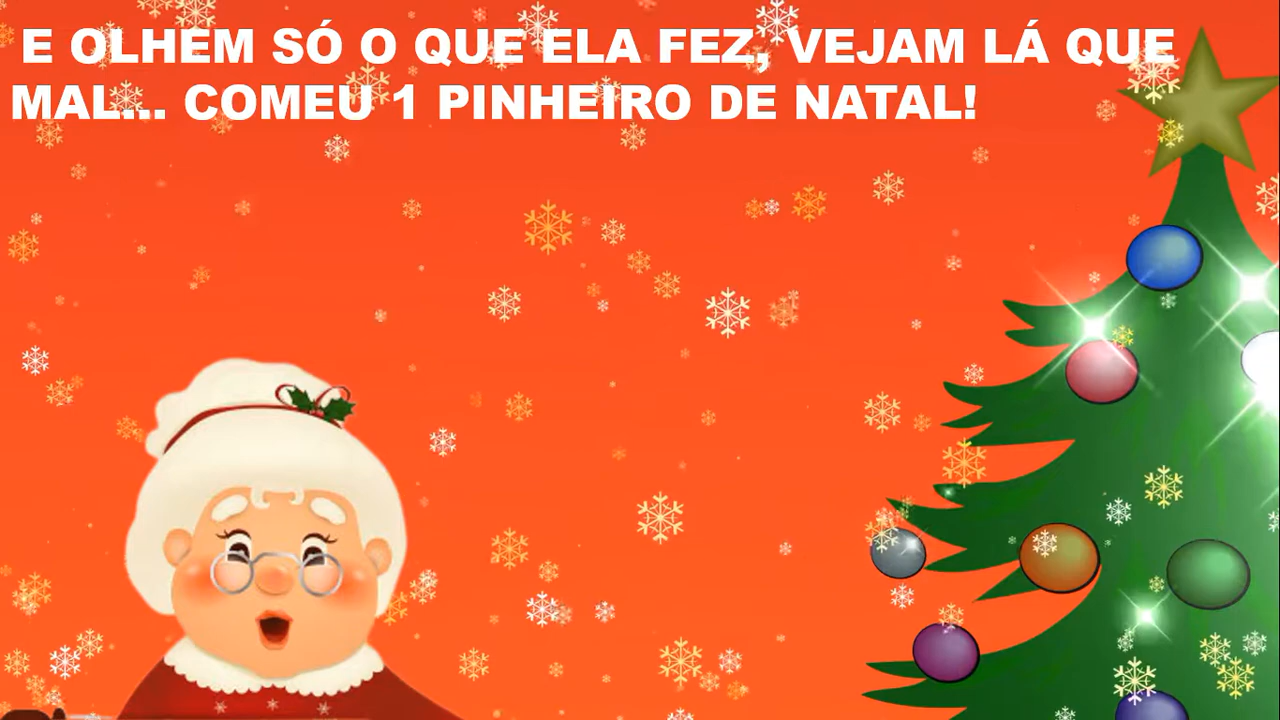 E OLHEM SÓ O QUE ELA FEZ, VEJAM LÁ QUE
MAL... COMEU 1 PINHEIRO DE NATAL!